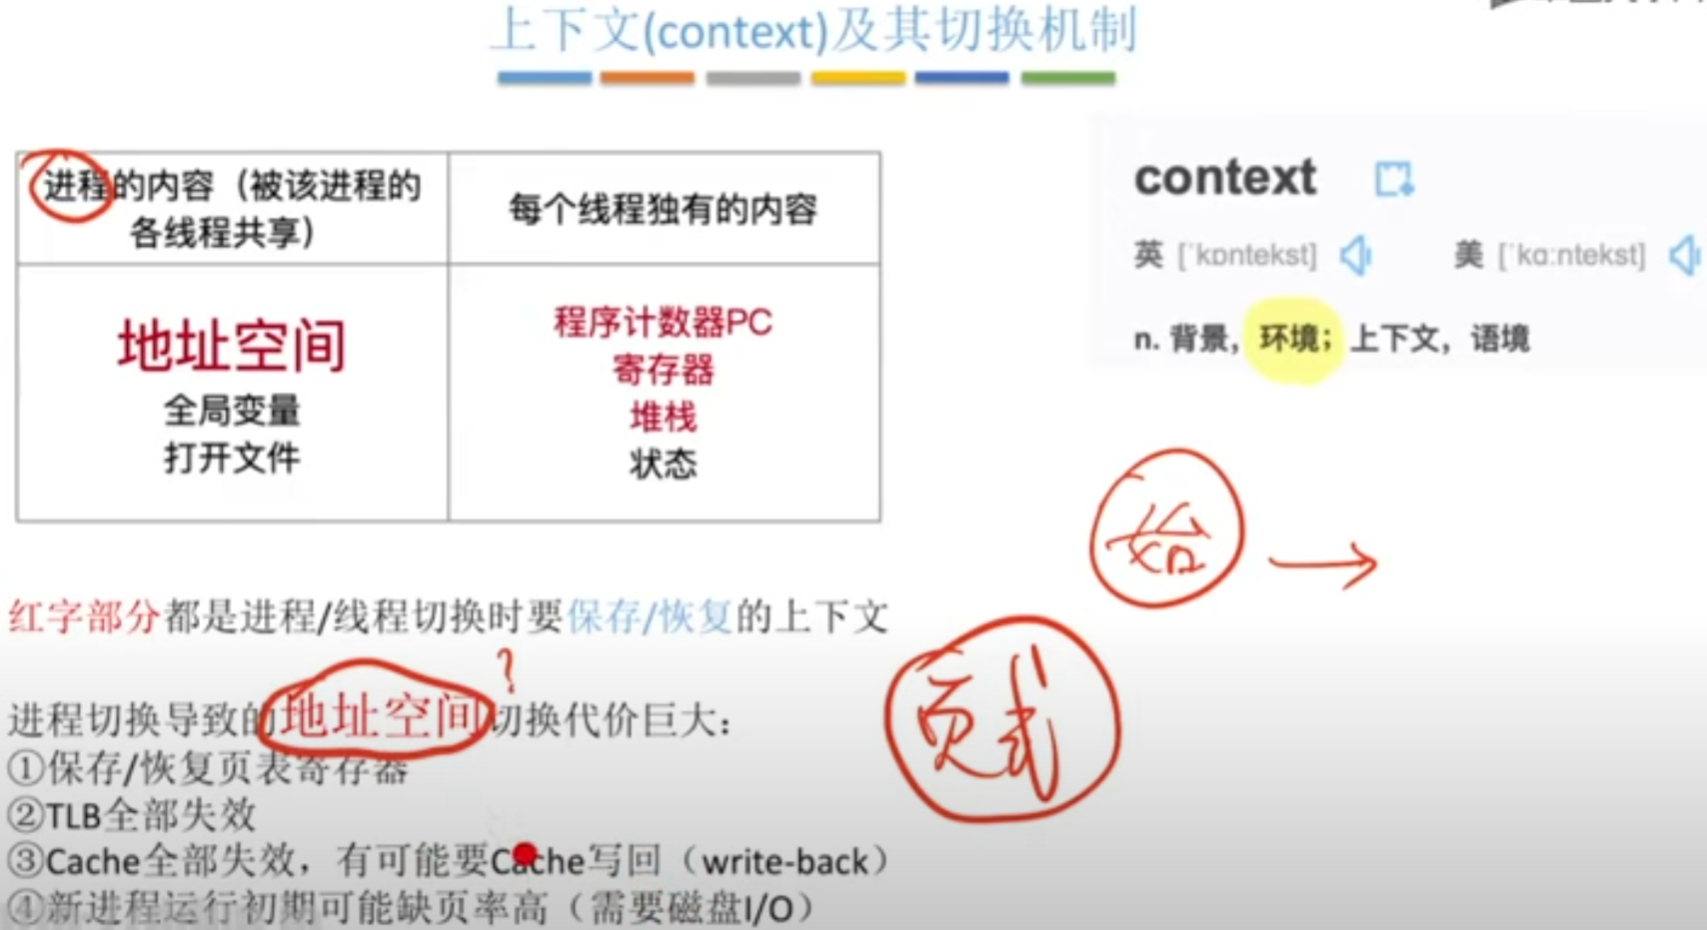 上下文(context)及其切换机制
进程的内容（被该进程的
各线程共享）
每个线程独有的内容
地址空间
全局变量
打开文件
程序计数器PC
寄存器
堆栈
状态
context
英 [ˈkɒntekst] 美 [ˈkɑːntekst]
n. 背景，环境；上下文，语境
始 →
红字部分都是进程/线程切换时要保存/恢复的上下文
?
进程切换导致的地址空间切换代价巨大：
页式
①保存/恢复页表寄存器
②TLB全部失效
③Cache全部失效，有可能要Cache写回（write-back）
④新进程运行初期可能缺页率高（需要磁盘I/O）